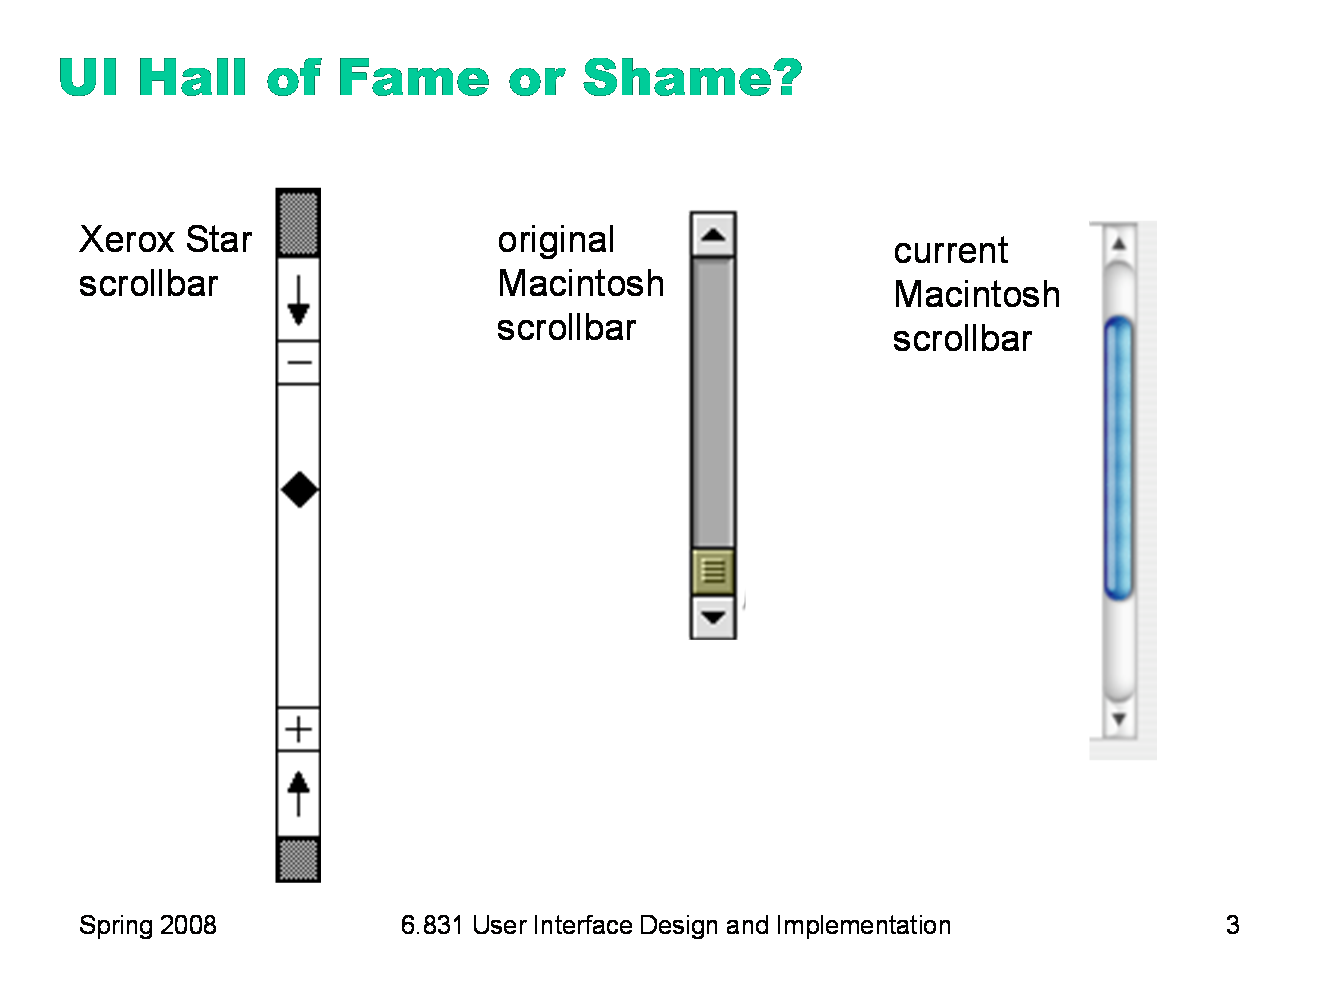 UI Hall of Fame or Shame?
Xerox Star
scrollbar
original
Macintosh
scrollbar
current
Macintosh
scrollbar
Spring 2008
6.831 User Interface Design and Implementation
3